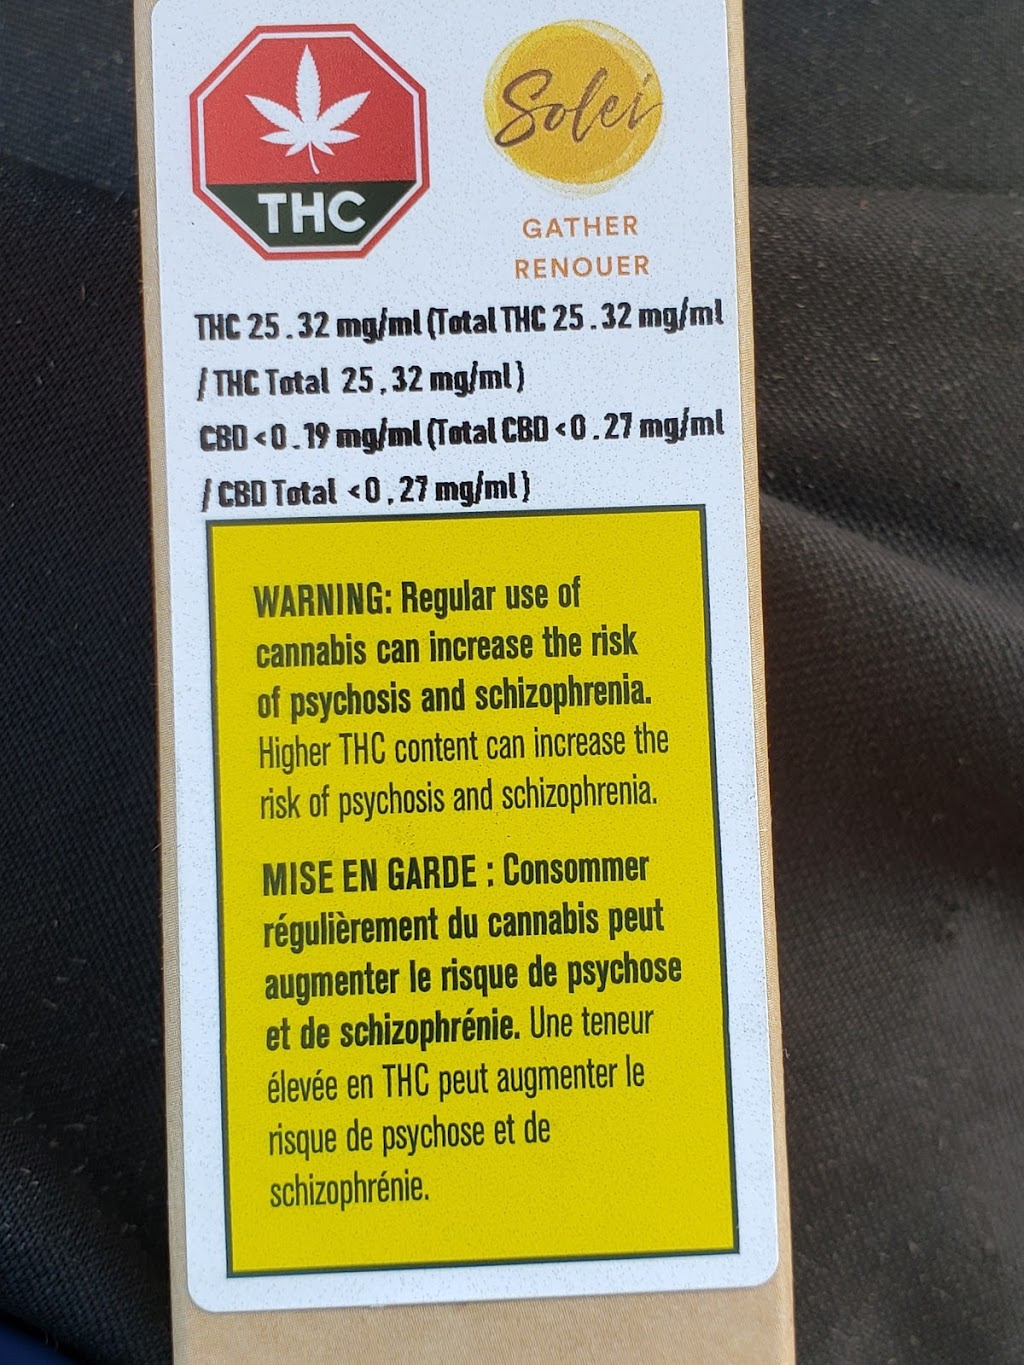 THC
Solei
GATHER
RENOUER
THC 25.32 mg/ml (Total THC 25.32 mg/ml
/ THC Total 25,32 mg/ml)
CBD <0.19 mg/ml (Total CBD <0.27 mg/ml
/ CBD Total <0,27 mg/ml)
WARNING: Regular use of
cannabis can increase the risk
of psychosis and schizophrenia.
Higher THC content can increase the
risk of psychosis and schizophrenia.
MISE EN GARDE : Consommer
régulièrement du cannabis peut
augmenter le risque de psychose
et de schizophrénie. Une teneur
élevée en THC peut augmenter le
risque de psychose et de
schizophrénie.